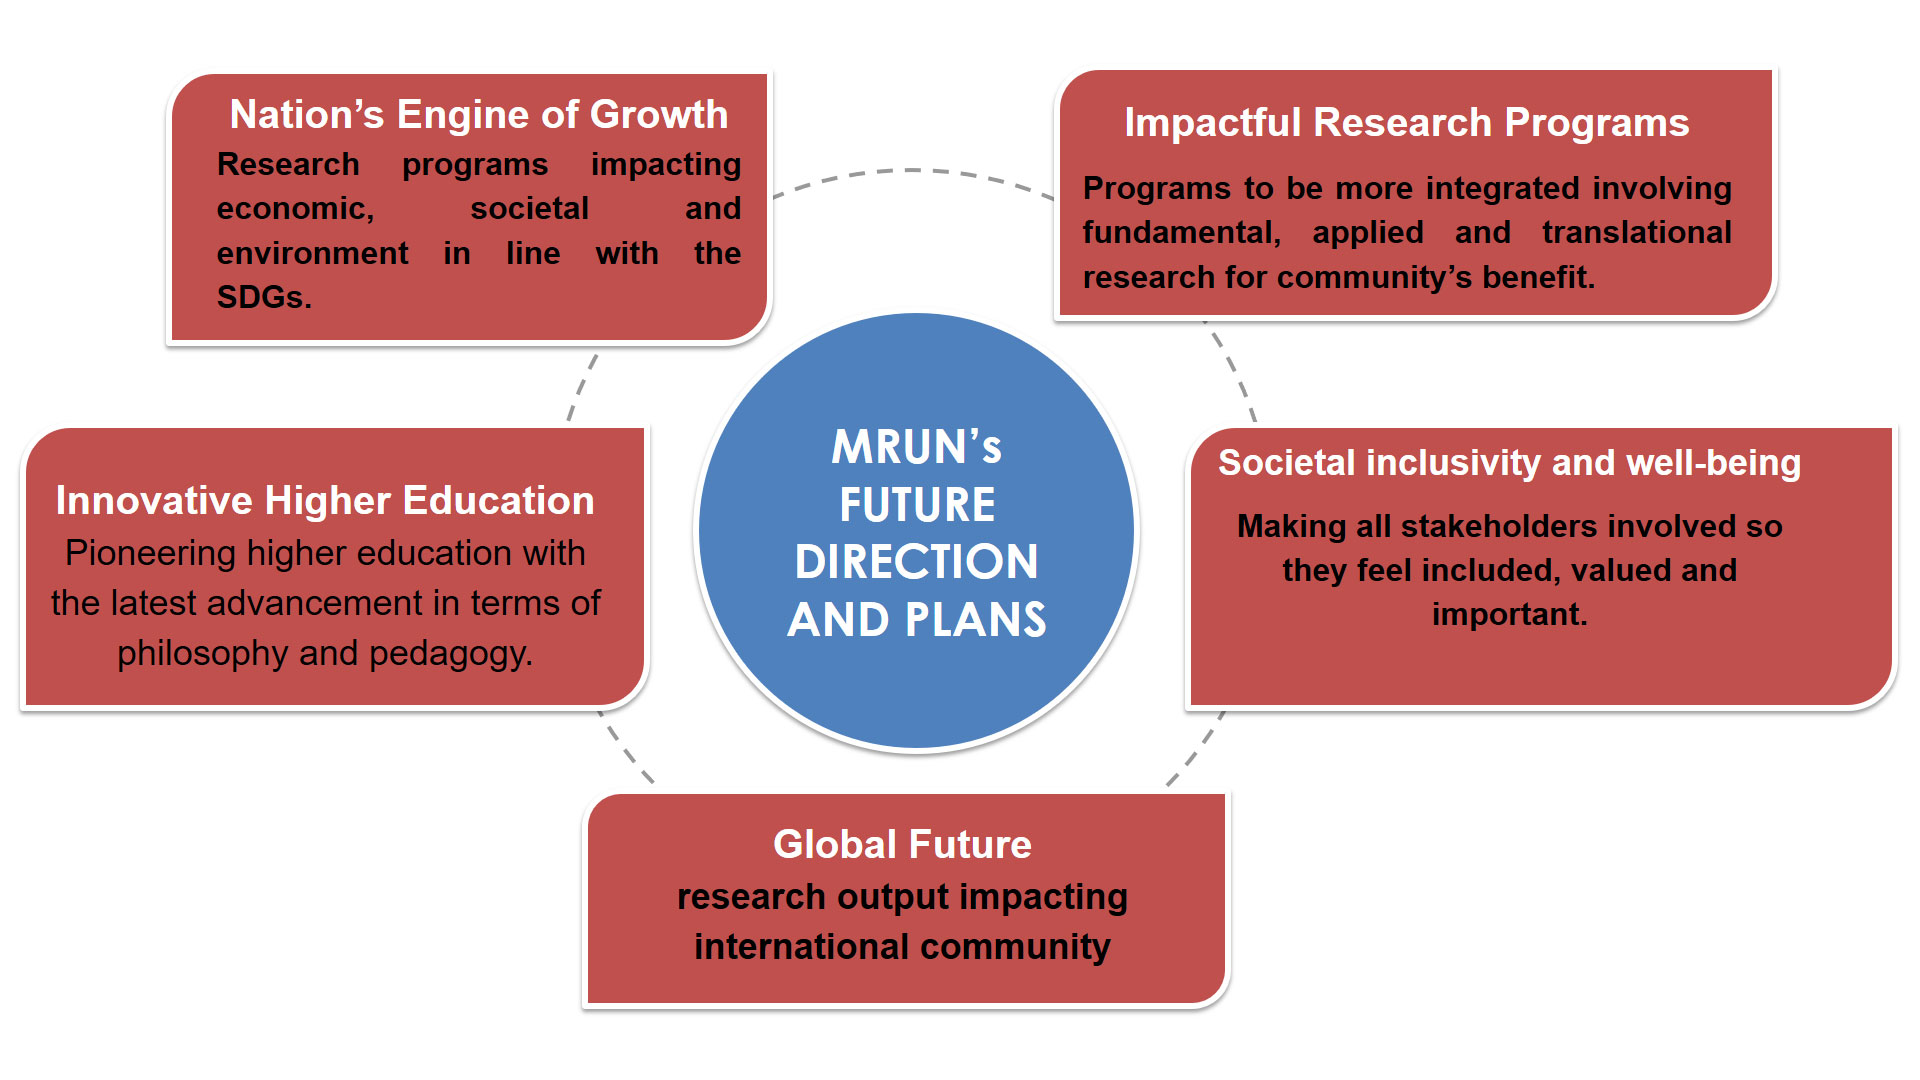 Nation’s Engine of Growth
Research programs impacting
economic, societal and
environment in line with the
SDGs.
Impactful Research Programs
Programs to be more integrated involving
fundamental, applied and translational
research for community’s benefit.
MRUN’s
FUTURE
DIRECTION
AND PLANS
Innovative Higher Education
Pioneering higher education with
the latest advancement in terms of
philosophy and pedagogy.
Societal inclusivity and well-being
Making all stakeholders involved so
they feel included, valued and
important.
Global Future
research output impacting
international community